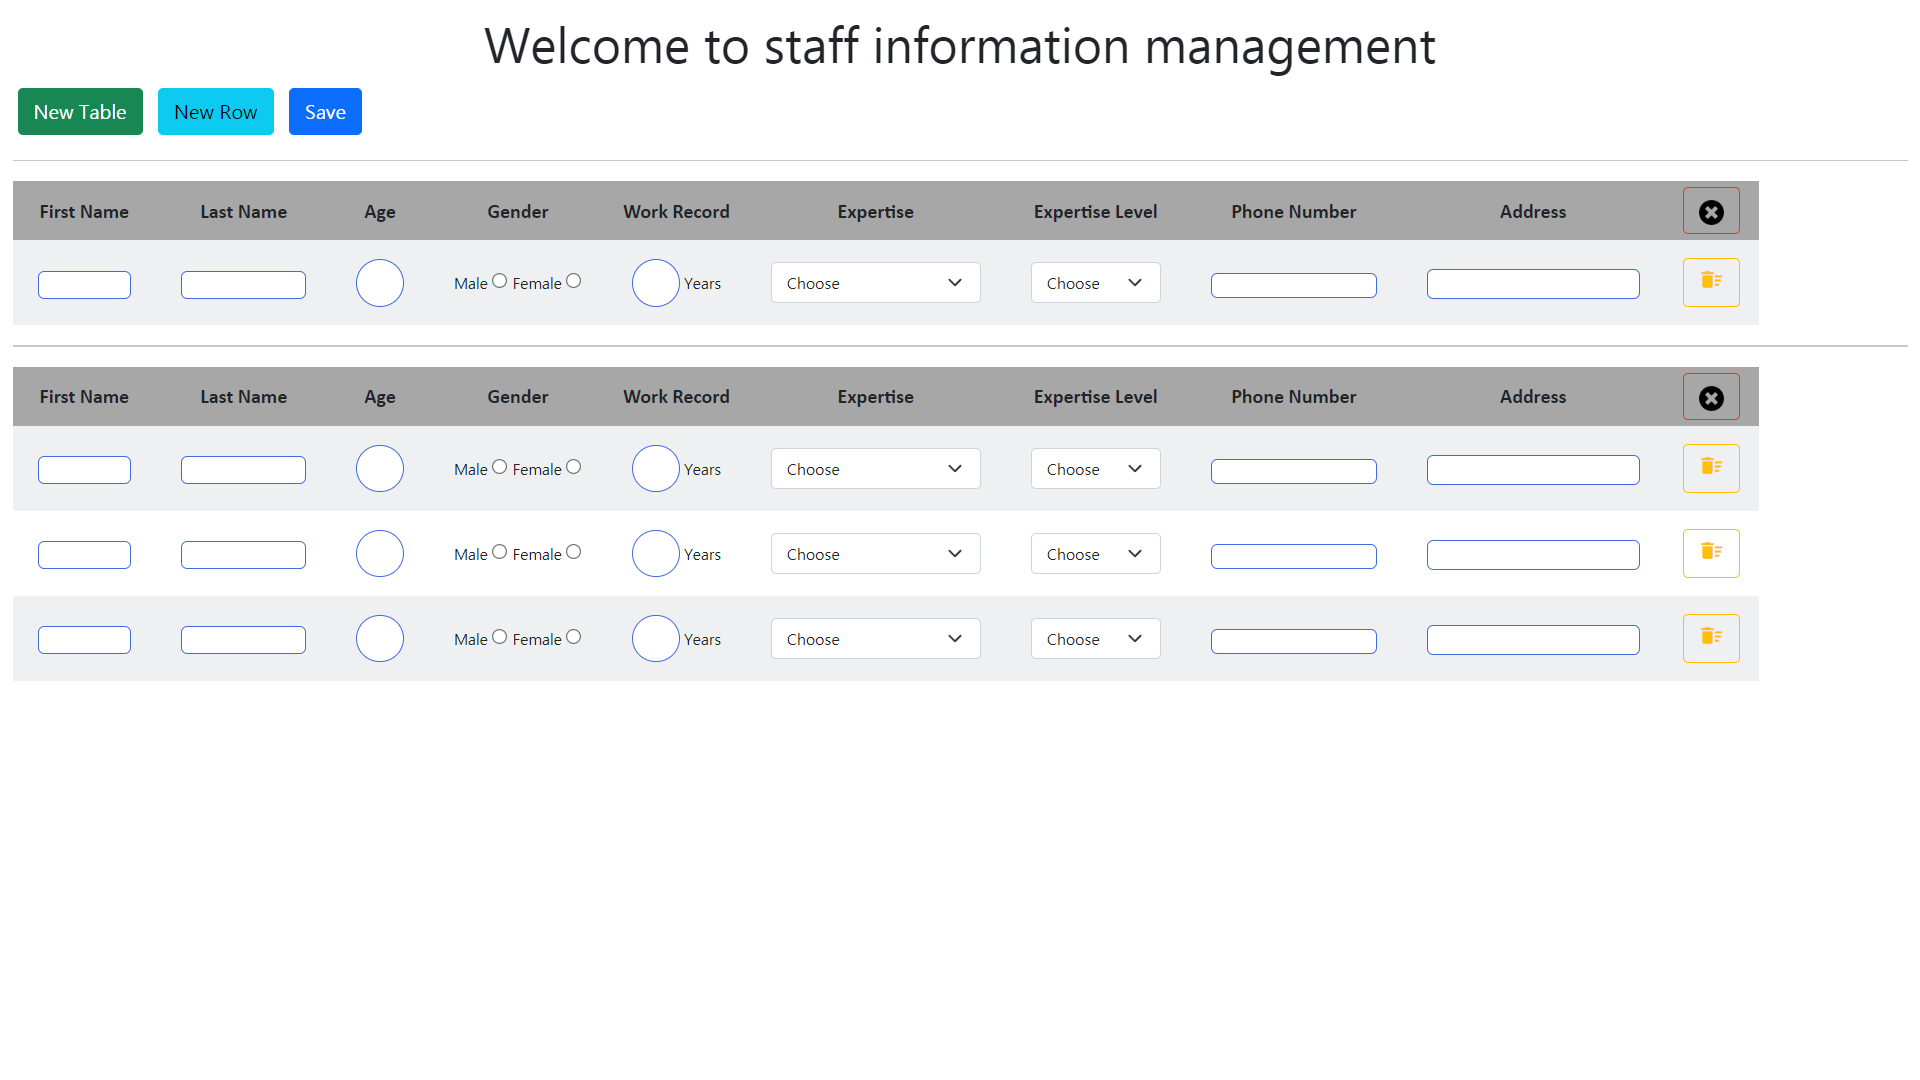 Welcome to staff information management
New Table New Row Save
First Name Last Name Age Gender Work Record Expertise Expertise Level Phone Number Address
Male Female Years Choose Choose
First Name Last Name Age Gender Work Record Expertise Expertise Level Phone Number Address
Male Female Years Choose Choose
Male Female Years Choose Choose
Male Female Years Choose Choose